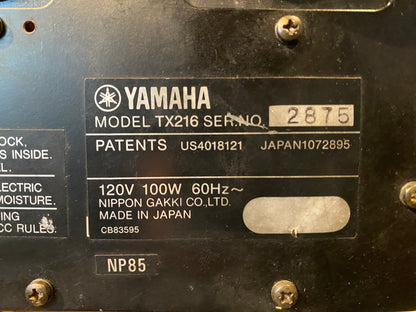 YAMAHA
MODEL TX216 SER.NO. 2875
PATENTS US4018121 JAPAN1072895
OCK,
S INSIDE.
L.
120V 100W 60Hz~
NIPPON GAKKI CO.,LTD.
MADE IN JAPAN
CB83595
LECTRIC
MOISTURE.
ING
CC RULES.
NP85